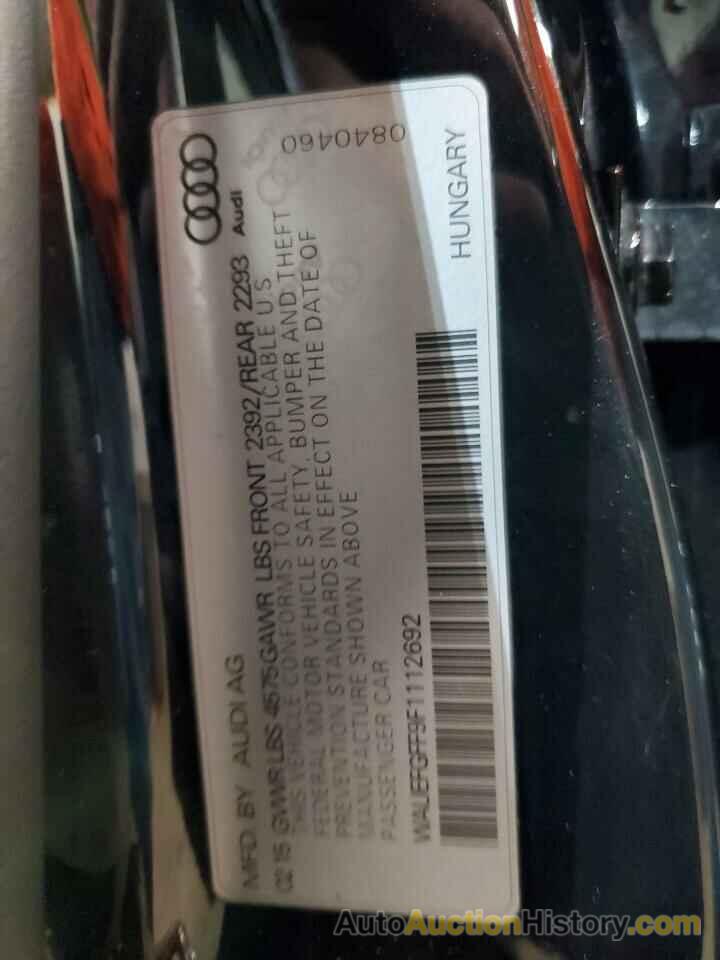 MFD BY AUDI AG
02 15 GVWR LBS 4575 GAWR LBS FRONT 2392/REAR 2293
Audi
THIS VEHICLE CONFORMS TO ALL APPLICABLE U.S
FEDERAL MOTOR VEHICLE SAFETY, BUMPER AND THEFT
PREVENTION STANDARDS IN EFFECT ON THE DATE OF
MANUFACTURE SHOWN ABOVE
PASSENGER CAR
0840460
WAUEFGFF9F1112692
HUNGARY
AutoAuctionHistory.com